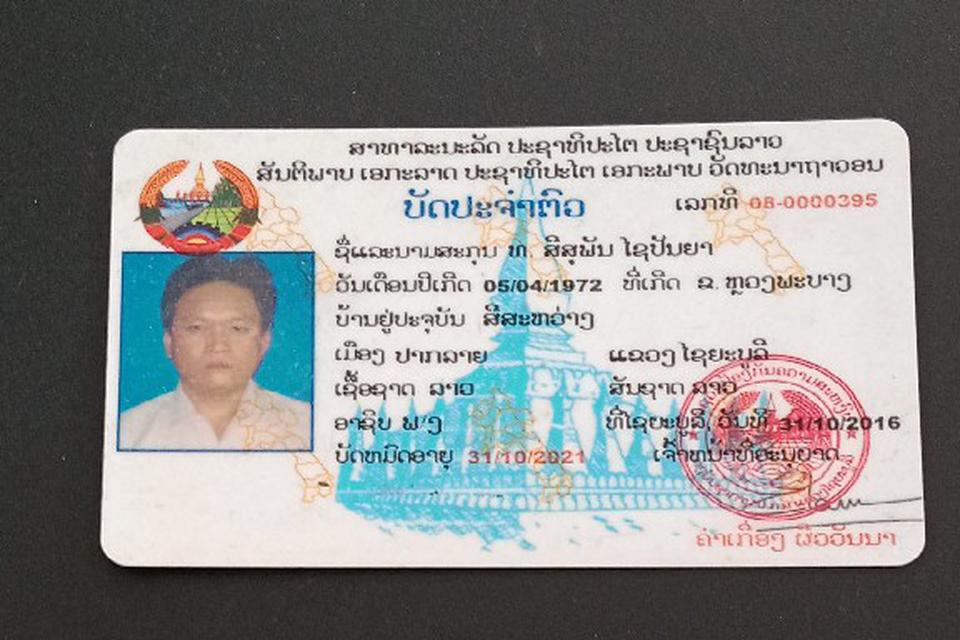 ສາທາລະນະລັດ ປະຊາທິປະໄຕ ປະຊາຊົນລາວ
ສັນຕິພາບ ເອກະລາດ ປະຊາທິປະໄຕ ເອກະພາບ ວັດທະນາຖາວອນ
ບັດປະຈຳຕົວ
ເລກທີ 08-0000395
ຊື່ແລະນາມສະກຸນ ທ. ສີສຸພັນ ໄຊປັນຍາ
ວັນເດືອນປີເກີດ 05/04/1972 ທີ່ເກີດ ຂ. ຫຼວງພະບາງ
ບ້ານຢູ່ປະຈຸບັນ ສີສະຫວ່າງ
ເມືອງ ປາກລາຍ ແຂວງ ໄຊຍະບູລີ
ເຊື້ອຊາດ ລາວ ສັນຊາດ ລາວ
ອາຊີບ ພ/ງ ທີ່ໄຊຍະບູລີ, ວັນທີ 31/10/2016
ບັດຫມົດອາຍຸ 31/10/2021 ເຈົ້າຫນ້າທີ່ອະນຸຍາດ
ຄຳເກື່ອງ ຜິວວັນນາ